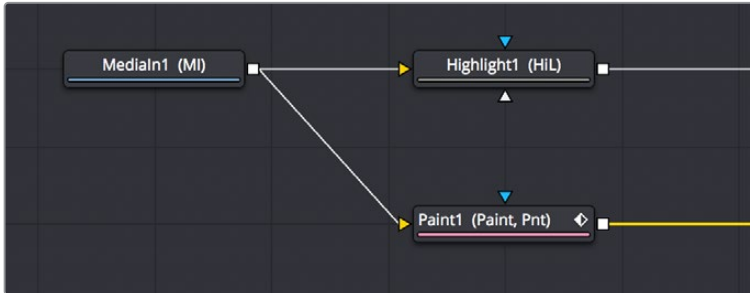 MediaIn1 (MI)
Highlight1 (HiL)
Paint1 (Paint, Pnt)